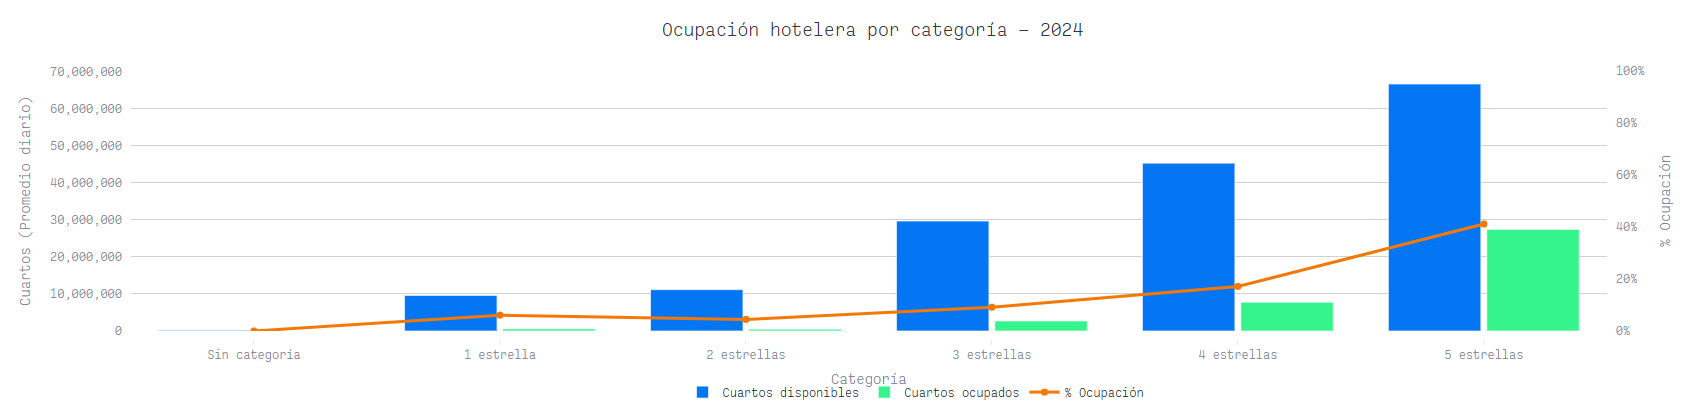 Ocupación hotelera por categoría – 2024
70,000,000
60,000,000
50,000,000
40,000,000
30,000,000
20,000,000
10,000,000
0
Cuartos (Promedio diario)
100%
80%
60%
40%
20%
0%
% Ocupación
Sin categoría
1 estrella
2 estrellas
3 estrellas
4 estrellas
5 estrellas
Categoría
Cuartos disponibles
Cuartos ocupados
% Ocupación